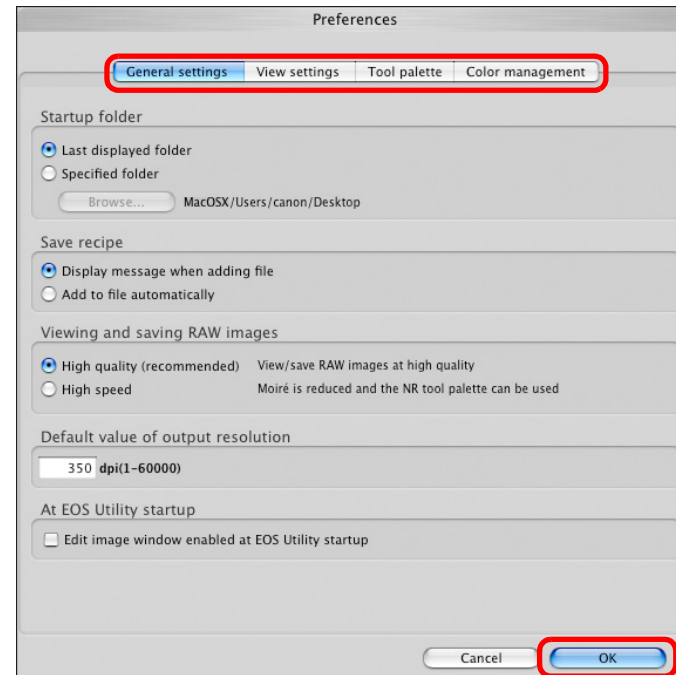 Preferences
General settings View settings Tool palette Color management
Startup folder
Last displayed folder
Specified folder
Browse... MacOSX/Users/canon/Desktop
Save recipe
Display message when adding file
Add to file automatically
Viewing and saving RAW images
High quality (recommended) View/save RAW images at high quality
High speed Moiré is reduced and the NR tool palette can be used
Default value of output resolution
350 dpi(1-60000)
At EOS Utility startup
Edit image window enabled at EOS Utility startup
Cancel OK